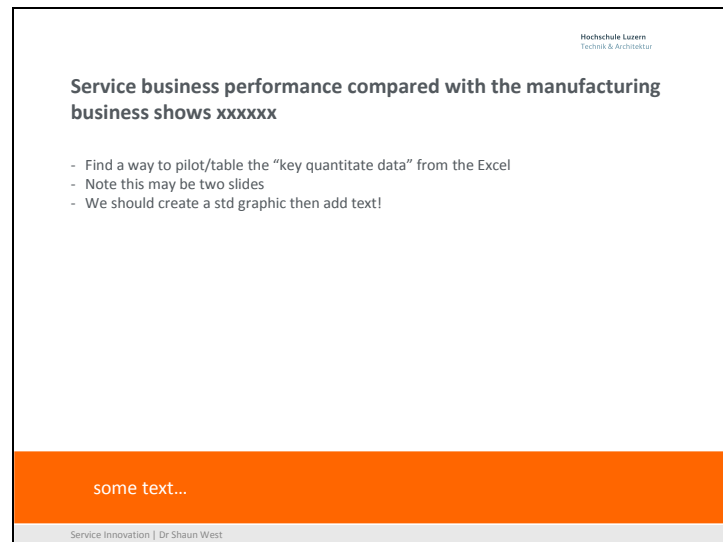 Hochschule Luzern
Technik & Architektur
Service business performance compared with the manufacturing
business shows xxxxxx
- Find a way to pilot/table the “key quantitate data” from the Excel
- Note this may be two slides
- We should create a std graphic then add text!
some text…
Service Innovation | Dr Shaun West